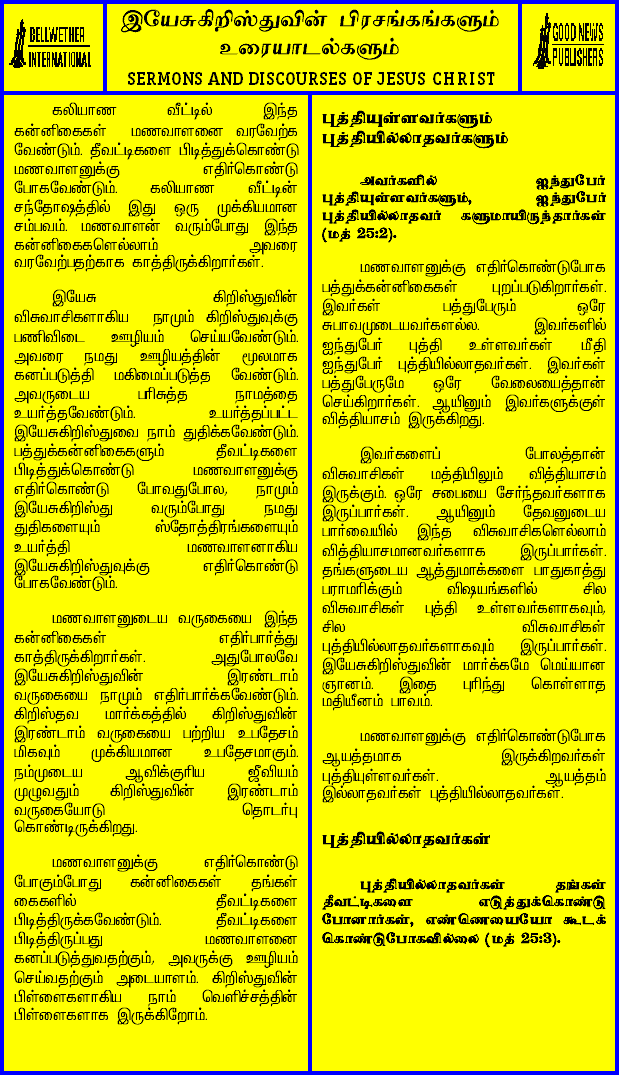 BELLWETHER
INTERNATIONAL
இயேசுகிறிஸ்துவின் பிரசங்கங்களும்
உரையாடல்களும்
SERMONS AND DISCOURSES OF JESUS CHRIST
GOOD NEWS
PUBLISHERS
கலியாண வீட்டில் இந்த
கன்னிகைகள் மணவாளனை வரவேற்க
வேண்டும். தீவட்டிகளை பிடித்துக்கொண்டு
மணவாளனுக்கு எதிர்கொண்டு
போகவேண்டும். கலியாண வீட்டின்
சந்தோஷத்தில் இது ஒரு முக்கியமான
சம்பவம். மணவாளன் வரும்போது இந்த
கன்னிகைகளெல்லாம் அவரை
வரவேற்பதற்காக காத்திருக்கிறார்கள்.
இயேசு கிறிஸ்துவின்
விசுவாசிகளாகிய நாமும் கிறிஸ்துவுக்கு
பணிவிடை ஊழியம் செய்யவேண்டும்.
அவரை நமது ஊழியத்தின் மூலமாக
கனப்படுத்தி மகிமைப்படுத்த வேண்டும்.
அவருடைய பரிசுத்த நாமத்தை
உயர்த்தவேண்டும். உயர்த்தப்பட்ட
இயேசுகிறிஸ்துவை நாம் துதிக்கவேண்டும்.
பத்துக்கன்னிகைகளும் தீவட்டிகளை
பிடித்துக்கொண்டு மணவாளனுக்கு
எதிர்கொண்டு போவதுபோல, நாமும்
இயேசுகிறிஸ்து வரும்போது நமது
துதிகளையும் ஸ்தோத்திரங்களையும்
உயர்த்தி மணவாளனாகிய
இயேசுகிறிஸ்துவுக்கு எதிர்கொண்டு
போகவேண்டும்.
மணவாளனுடைய வருகையை இந்த
கன்னிகைகள் எதிர்பார்த்து
காத்திருக்கிறார்கள். அதுபோலவே
இயேசுகிறிஸ்துவின் இரண்டாம்
வருகையை நாமும் எதிர்பார்க்கவேண்டும்.
கிறிஸ்தவ மார்க்கத்தில் கிறிஸ்துவின்
இரண்டாம் வருகையை பற்றிய உபதேசம்
மிகவும் முக்கியமான உபதேசமாகும்.
நம்முடைய ஆவிக்குரிய ஜீவியம்
முழுவதும் கிறிஸ்துவின் இரண்டாம்
வருகையோடு தொடர்பு
கொண்டிருக்கிறது.
மணவாளனுக்கு எதிர்கொண்டு
போகும்போது கன்னிகைகள் தங்கள்
கைகளில் தீவட்டிகளை
பிடித்திருக்கவேண்டும். தீவட்டிகளை
பிடித்திருப்பது மணவாளனை
கனப்படுத்துவதற்கும், அவருக்கு ஊழியம்
செய்வதற்கும் அடையாளம். கிறிஸ்துவின்
பிள்ளைகளாகிய நாம் வெளிச்சத்தின்
பிள்ளைகளாக இருக்கிறோம்.
புத்தியுள்ளவர்களும்
புத்தியில்லாதவர்களும்
அவர்களில் ஐந்துபேர்
புத்தியுள்ளவர்களும், ஐந்துபேர்
புத்தியில்லாதவர் களுமாயிருந்தார்கள்
(மத் 25:2).
மணவாளனுக்கு எதிர்கொண்டுபோக
பத்துக்கன்னிகைகள் புறப்படுகிறார்கள்.
இவர்கள் பத்துபேரும் ஒரே
சுபாவமுடையவர்களல்ல. இவர்களில்
ஐந்துபேர் புத்தி உள்ளவர்கள் மீதி
ஐந்துபேர் புத்தியில்லாதவர்கள். இவர்கள்
பத்துபேருமே ஒரே வேலையைத்தான்
செய்கிறார்கள். ஆயினும் இவர்களுக்குள்
வித்தியாசம் இருக்கிறது.
இவர்களைப் போலத்தான்
விசுவாசிகள் மத்தியிலும் வித்தியாசம்
இருக்கும். ஒரே சபையை சேர்ந்தவர்களாக
இருப்பார்கள். ஆயினும் தேவனுடைய
பார்வையில் இந்த விசுவாசிகளெல்லாம்
வித்தியாசமானவர்களாக இருப்பார்கள்.
தங்களுடைய ஆத்துமாக்களை பாதுகாத்து
பராமரிக்கும் விஷயங்களில் சில
விசுவாசிகள் புத்தி உள்ளவர்களாகவும்,
சில விசுவாசிகள்
புத்தியில்லாதவர்களாகவும் இருப்பார்கள்.
இயேசுகிறிஸ்துவின் மார்க்கமே மெய்யான
ஞானம். இதை புரிந்து கொள்ளாத
மதியீனம் பாவம்.
மணவாளனுக்கு எதிர்கொண்டுபோக
ஆயத்தமாக இருக்கிறவர்கள்
புத்தியுள்ளவர்கள். ஆயத்தம்
இல்லாதவர்கள் புத்தியில்லாதவர்கள்.
புத்தியில்லாதவர்கள்
புத்தியில்லாதவர்கள் தங்கள்
தீவட்டிகளை எடுத்துக்கொண்டு
போனார்கள், எண்ணெயையோ கூடக்
கொண்டுபோகவில்லை (மத் 25:3).